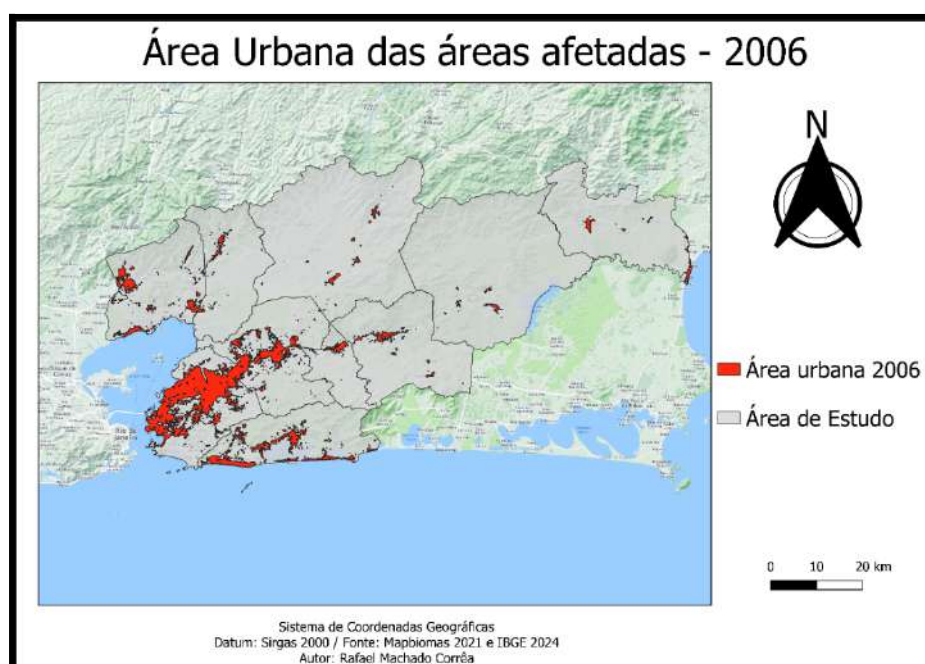 Área Urbana das áreas afetadas - 2006
N
Área urbana 2006
Área de Estudo
0 10 20 km
Sistema de Coordenadas Geográficas
Datum: Sirgas 2000 / Fonte: Mapbiomas 2021 e IBGE 2024
Autor: Rafael Machado Corrêa